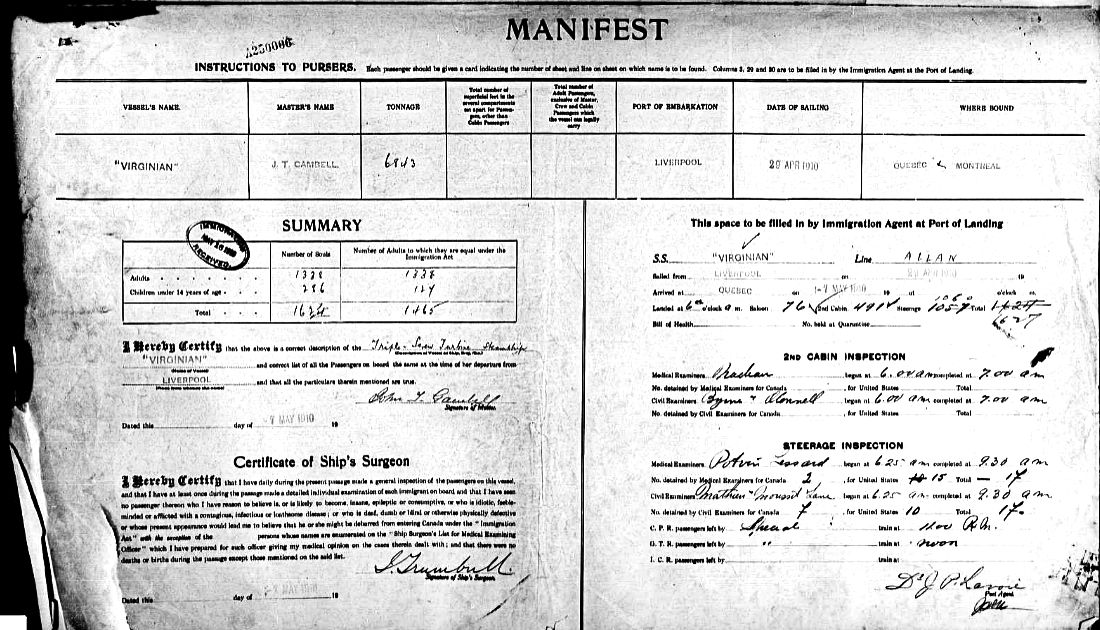 MANIFEST
A230086
INSTRUCTIONS TO PURSERS. Each passenger should be given a card indicating the number of sheet and line on sheet on which name is to be found. Columns 3, 29 and 30 are to be filled in by the Immigration Agent at the Port of Landing.
VESSEL'S NAME. MASTER'S NAME TONNAGE Total number of superficial feet in the several compartments set apart for Passengers, other than Cabin Passengers Total number of Adult Passengers, exclusive of Master, Crew and Cabin Passengers which the vessel can legally carry PORT OF EMBARKATION DATE OF SAILING WHERE BOUND
"VIRGINIAN" J. T. GAMBELL. 6843 LIVERPOOL 29 APR 1910 QUEBEC & MONTREAL
SUMMARY
IMMIGRATION MAY 1910 RECEIVED
Number of Souls Number of Adults to which they are equal under the Immigration Act
Adults 1338 1338
Children under 14 years of age 286
Total 1465
I Hereby Certify that the above is a correct description of the Triple-Screw Turbine Steamship
(Description of Vessel as Ship, Brig, &c.)
"VIRGINIAN" and correct list of all the Passengers on board the same at the time of her departure from
(Name of Vessel)
LIVERPOOL and that all the particulars therein mentioned are true.
John T. Gambell
Signature of Master.
Dated this day of 7 MAY 1910 19
Certificate of Ship's Surgeon
I Hereby Certify that I have daily during the present passage made a general inspection of the passengers on this vessel,
and that I have at least once during the passage made a detailed individual examination of each immigrant on board and that I have seen
no passenger thereon who I have reason to believe is, or is likely to become, insane, epileptic or consumptive, or who is idiotic, feeble-
minded or afflicted with a contagious, infectious or loathsome disease; or who is deaf, dumb or blind or otherwise physically defective
or whose present appearance would lead me to believe that he or she might be debarred from entering Canada under the "Immigration
Act" with the exception of the persons whose names are enumerated on the "Ship Surgeon's List for Medical Examining
Officer" which I have prepared for such officer giving my medical opinion on the cases therein dealt with; and that there were no
deaths or births during the passage except those mentioned on the said list.
J. Trumbull.
Signature of Ship's Surgeon.
Dated this day of 7 MAY 1910 19
This space to be filled in by Immigration Agent at Port of Landing
S.S. "VIRGINIAN" Line ALLAN
Sailed from LIVERPOOL on 29 APR 1910 19
Arrived at QUEBEC on 7 MAY 1910 19 at o'clock m.
Landed at 6 o'clock a m. Saloon 76 2nd Cabin 491 Steerage 1057 Total 1627
Bill of Health No. held at Quarantine
2ND CABIN INSPECTION
Medical Examiners began at 6.00 am completed at 7.00 am
No. detained by Medical Examiners for Canada , for United States Total
Civil Examiners Byrne " O'Connell began at 6.00 am completed at 7.00 am
No. detained by Civil Examiners for Canada , for United States Total
STEERAGE INSPECTION
Medical Examiners Potvin Lessard began at 6.25 am completed at 9.30 am
No. detained by Medical Examiners for Canada 2 , for United States 15 Total 17
Civil Examiners began at 6.25 am completed at 9.30 am
No. detained by Civil Examiners for Canada 7 , for United States 10 Total 17
C. P. R. passengers left by Special train at
G. T. R. passengers left by " train at noon
I. C. R. passengers left by train at
Dr J. P. Lavoie
Port Agent